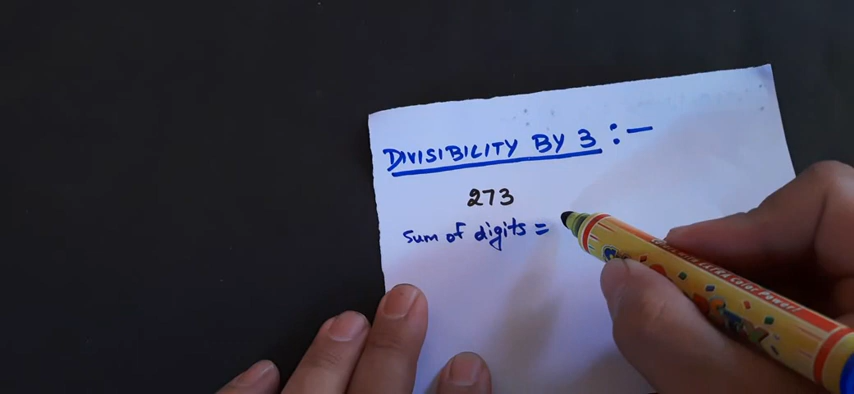 DIVISIBILITY BY 3 :-
273
Sum of digits =